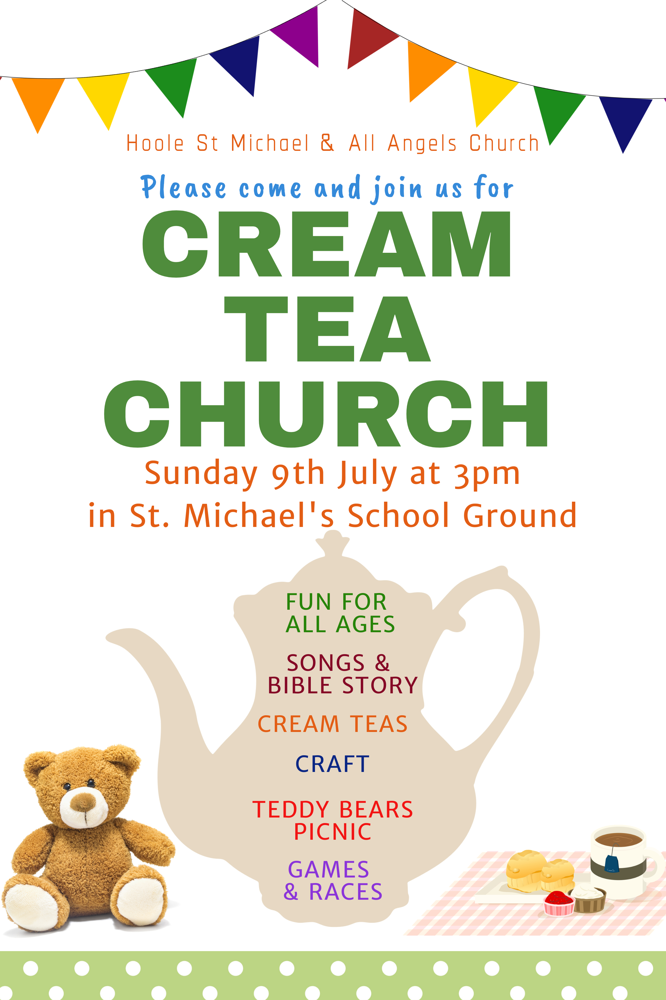 Hoole St Michael & All Angels Church
Please come and join us for
CREAM
TEA
CHURCH
Sunday 9th July at 3pm
in St. Michael's School Ground
FUN FOR
ALL AGES
SONGS &
BIBLE STORY
CREAM TEAS
CRAFT
TEDDY BEARS
PICNIC
GAMES
& RACES